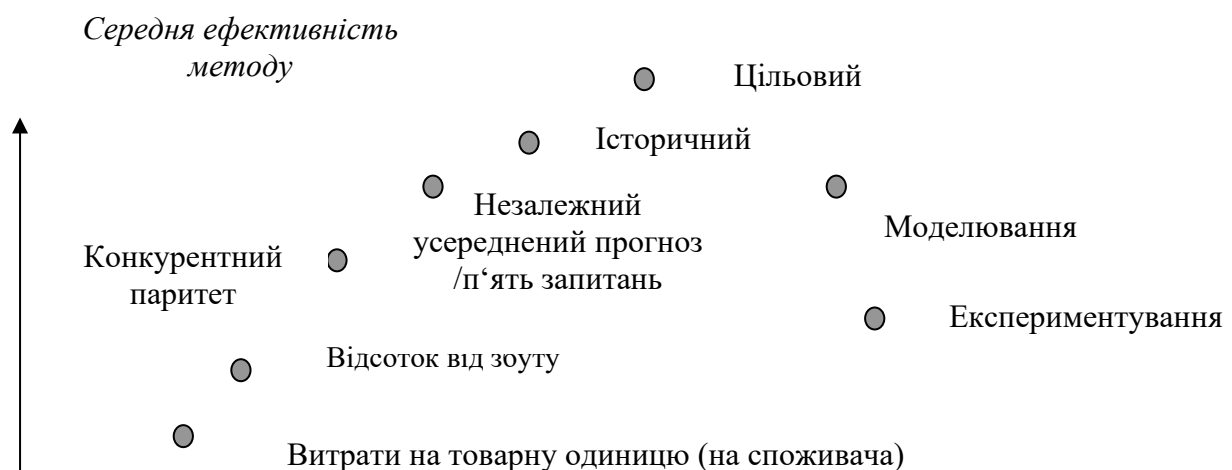 Середня ефективність
методу
Цільовий
Історичний
Незалежний
усереднений прогноз
/п‘ять запитань
Моделювання
Конкурентний
паритет
Експериментування
Відсоток від зоуту
Витрати на товарну одиницю (на споживача)